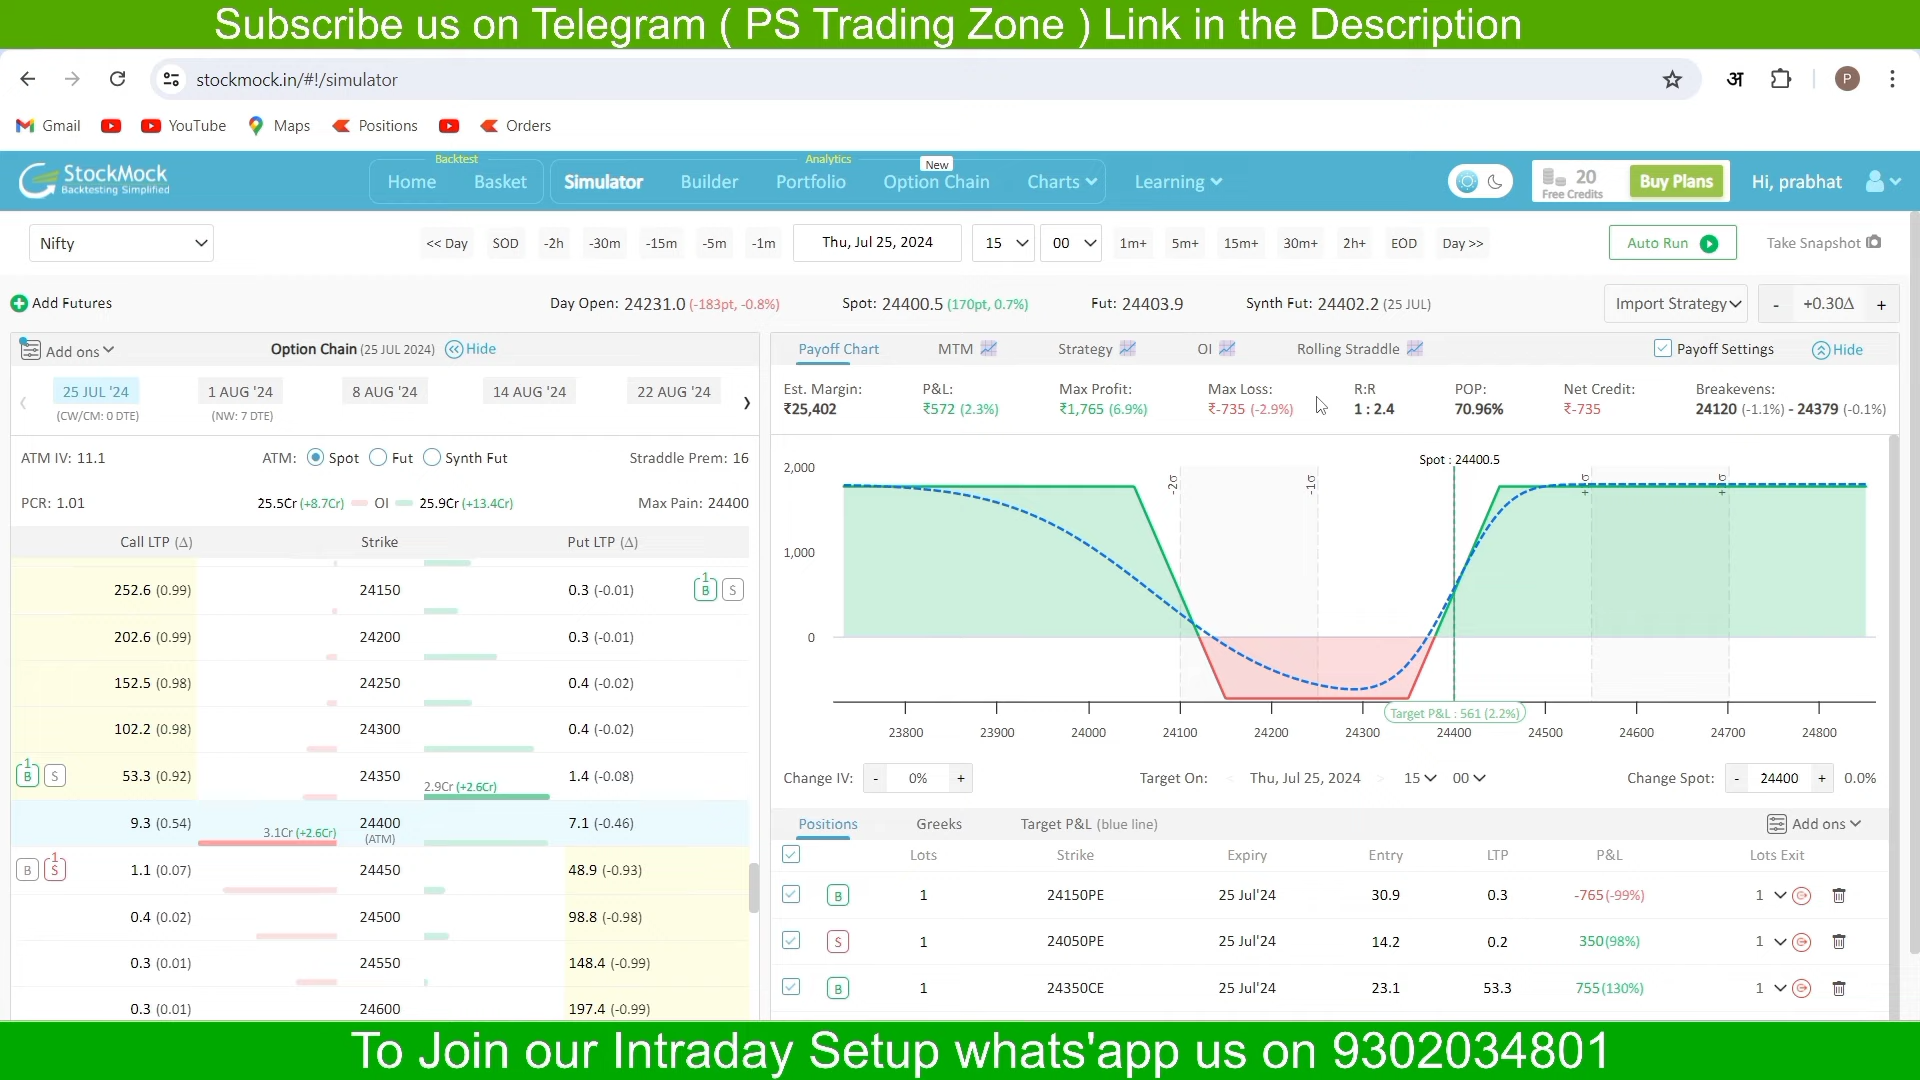 Subscribe us on Telegram ( PS Trading Zone ) Link in the Description
stockmock.in/#!/simulator
अ
P
Gmail YouTube Maps Positions Orders
StockMock
Backtesting Simplified
Backtest
Home Basket
Simulator Builder
Analytics
Portfolio
New
Option Chain Charts
Learning
20
Free Credits
Buy Plans
Hi, prabhat
Nifty
<< Day SOD -2h -30m -15m -5m -1m Thu, Jul 25, 2024 15 00 1m+ 5m+ 15m+ 30m+ 2h+ EOD Day >>
Auto Run Take Snapshot
Add Futures
Day Open: 24231.0 (-183pt, -0.8%) Spot: 24400.5 (170pt, 0.7%) Fut: 24403.9 Synth Fut: 24402.2 (25 JUL)
Import Strategy - +0.30Δ +
Add ons Option Chain (25 JUL 2024) Hide
25 JUL '24 1 AUG '24 8 AUG '24 14 AUG '24 22 AUG '24
(CW/CM: 0 DTE) (NW: 7 DTE)
ATM IV: 11.1 ATM: Spot Fut Synth Fut Straddle Prem: 16
PCR: 1.01 25.5Cr (+8.7Cr) OI 25.9Cr (+13.4Cr) Max Pain: 24400
Call LTP (Δ) Strike Put LTP (Δ)
252.6 (0.99) 24150 0.3 (-0.01) 1 B S
202.6 (0.99) 24200 0.3 (-0.01)
152.5 (0.98) 24250 0.4 (-0.02)
102.2 (0.98) 24300 0.4 (-0.02)
1 B S 53.3 (0.92) 24350 1.4 (-0.08)
2.9Cr (+2.6Cr)
9.3 (0.54) 24400 7.1 (-0.46)
3.1Cr (+2.6Cr) (ATM)
B 1 S 1.1 (0.07) 24450 48.9 (-0.93)
0.4 (0.02) 24500 98.8 (-0.98)
0.3 (0.01) 24550 148.4 (-0.99)
0.3 (0.01) 24600 197.4 (-0.99)
Payoff Chart MTM Strategy OI Rolling Straddle Payoff Settings Hide
Est. Margin: P&L: Max Profit: Max Loss: R:R POP: Net Credit: Breakevens:
₹25,402 ₹572 (2.3%) ₹1,765 (6.9%) ₹-735 (-2.9%) 1 : 2.4 70.96% ₹-735 24120 (-1.1%) - 24379 (-0.1%)
Spot : 24400.5
2,000
-2σ -1σ +σ +σ
1,000
0
Target P&L : 561 (2.2%)
23800 23900 24000 24100 24200 24300 24400 24500 24600 24700 24800
Change IV: - 0% + Target On: < Thu, Jul 25, 2024 > 15 00 Change Spot: - 24400 + 0.0%
Positions Greeks Target P&L (blue line) Add ons
Lots Strike Expiry Entry LTP P&L Lots Exit
B 1 24150PE 25 Jul'24 30.9 0.3 -765(-99%) 1
S 1 24050PE 25 Jul'24 14.2 0.2 350(98%) 1
B 1 24350CE 25 Jul'24 23.1 53.3 755(130%) 1
To Join our Intraday Setup whats'app us on 9302034801